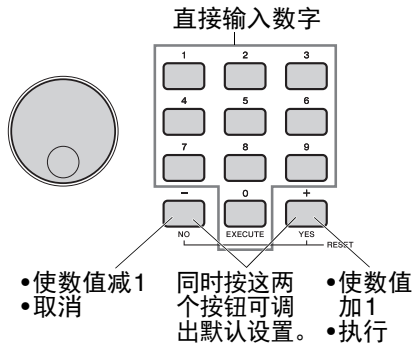 直接输入数字
1 2 3
4 5 6
7 8 9
− 0 +
NO EXECUTE YES
RESET
•使数值减1
•取消
同时按这两
个按钮可调
出默认设置。
•使数值
加1
•执行